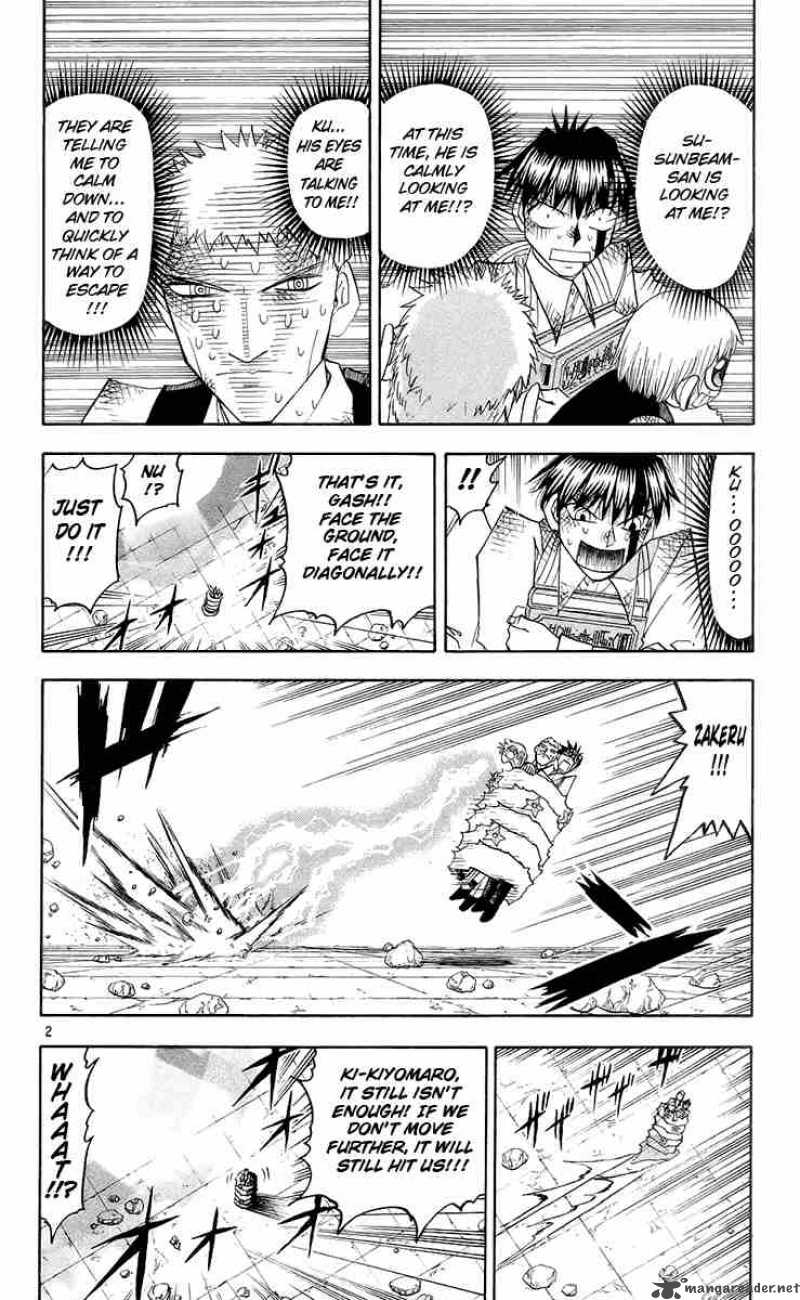 SU-
SUNBEAM-
SAN IS
LOOKING
AT ME!?
AT THIS
TIME, HE IS
CALMLY
LOOKING
AT ME!!?
KU...
HIS EYES
ARE
TALKING
TO ME!!
THEY ARE
TELLING
ME TO
CALM
DOWN...
AND TO
QUICKLY
THINK OF A
WAY TO
ESCAPE
!!!
KU...OOOOO...
!!
THAT'S IT,
GASH!!
FACE THE
GROUND,
FACE IT
DIAGONALLY!!
NU
!?
JUST
DO IT
!!!
ZAKERU
!!!
2
KI-KIYOMARO,
IT STILL ISN'T
ENOUGH! IF WE
DON'T MOVE
FURTHER, IT WILL
STILL HIT US!!!
WHAAAT
!!?
mangareader.net